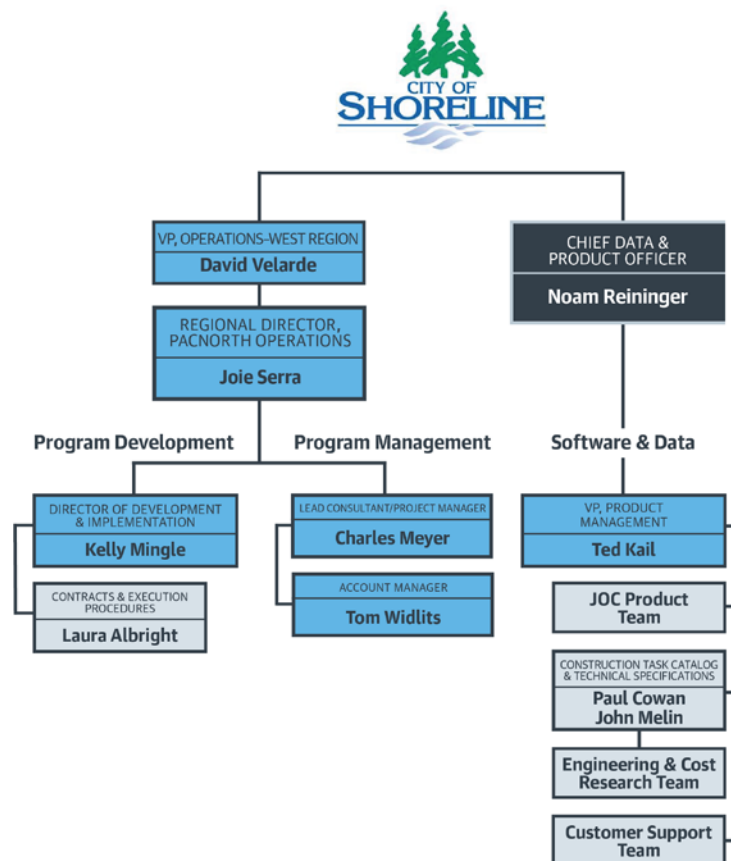 CITY OF
SHORELINE
VP, OPERATIONS-WEST REGION
David Velarde
CHIEF DATA &
PRODUCT OFFICER
Noam Reininger
REGIONAL DIRECTOR,
PACNORTH OPERATIONS
Joie Serra
Program Development
Program Management
Software & Data
DIRECTOR OF DEVELOPMENT
& IMPLEMENTATION
Kelly Mingle
LEAD CONSULTANT/PROJECT MANAGER
Charles Meyer
VP, PRODUCT
MANAGEMENT
Ted Kail
CONTRACTS & EXECUTION
PROCEDURES
Laura Albright
ACCOUNT MANAGER
Tom Widlits
JOC Product
Team
CONSTRUCTION TASK CATALOG
& TECHNICAL SPECIFICATIONS
Paul Cowan
John Melin
Engineering & Cost
Research Team
Customer Support
Team